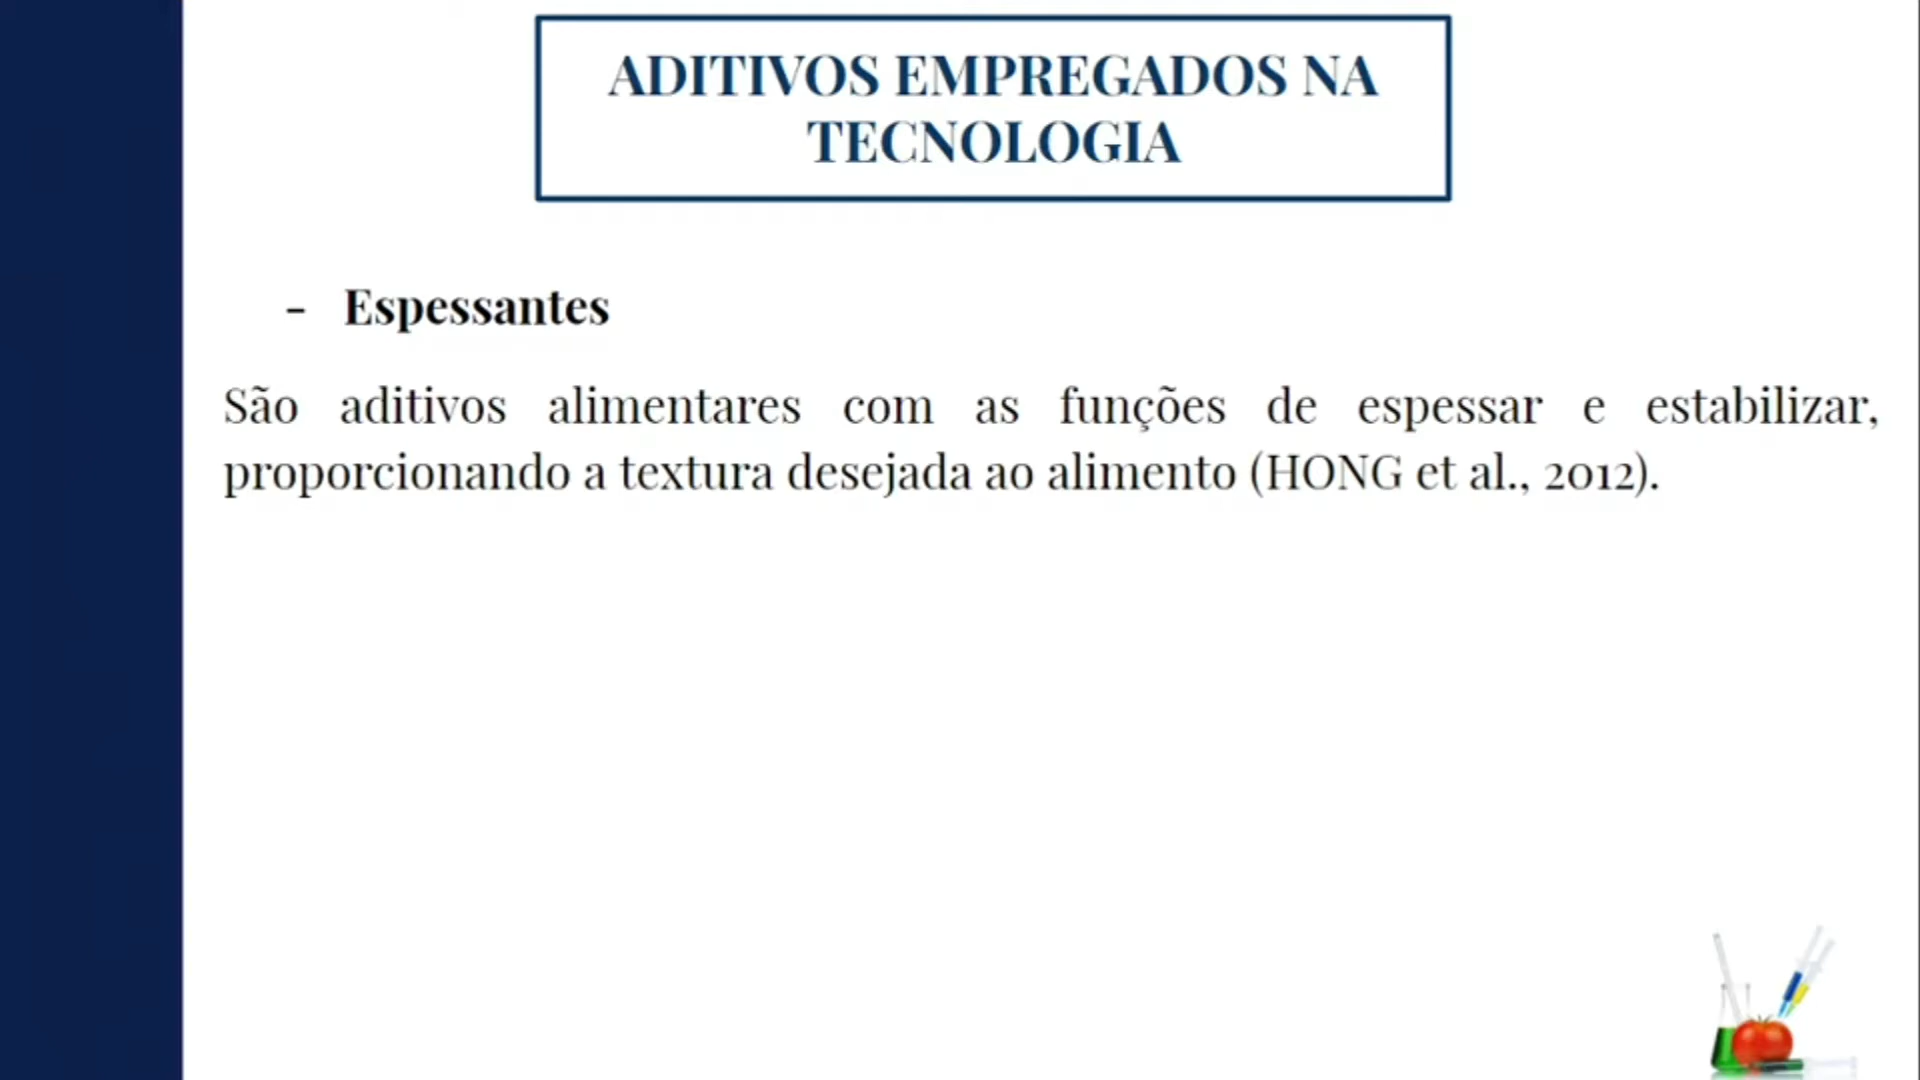 ADITIVOS EMPREGADOS NA
TECNOLOGIA
- Espessantes
São aditivos alimentares com as funções de espessar e estabilizar,
proporcionando a textura desejada ao alimento (HONG et al., 2012).